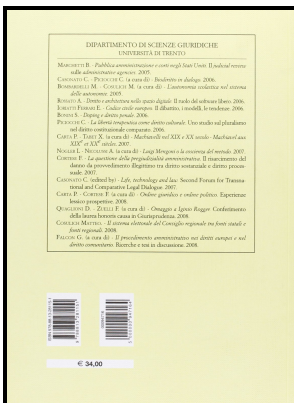 DIPARTIMENTO DI SCIENZE GIURIDICHE
UNIVERSITÀ DI TRENTO
MARCHETTI B. - Pubblica amministrazione e corti negli Stati Uniti. Il judicial review
sulle administrative agencies. 2005.
CASONATO C. - PICIOCCHI C. (a cura di) - Biodiritto in dialogo. 2006.
BOMBARDELLI M. - COSULICH M. (a cura di) - L'autonomia scolastica nel sistema
delle autonomie. 2005.
IZZO - Diritto e architettura nello spazio digitale. Il ruolo del software libero. 2006.
FERRARI E. - Codice civile europeo. Il dibattito, i modelli, le tendenze. 2006.
BONINI S. - Doping e diritto penale. 2006.
PICIOCCHI C. - La libertà terapeutica come diritto culturale. Uno studio sul pluralismo
nel diritto costituzionale comparato. 2006.
CARTA P. - TABET X. (a cura di) - Machiavelli nel XIX e XX secolo - Machiavel aux
XIX° et XX° siècles. 2007.
NOGLER L. - NICOLUSSI A. (a cura di) - Luigi Mengoni o la coscienza del metodo. 2007.
CORTESE F. - La questione della pregiudizialità amministrativa. Il risarcimento del
danno da provvedimento illegittimo tra diritto sostanziale e diritto proces-
suale. 2007.
CASONATO C. (edited by) - Life, technology and law. Second Forum for Transna-
tional and Comparative Legal Dialogue. 2007.
CARTA P. - CORTESE F. (a cura di) - Ordine giuridico e ordine politico. Esperienze
lessico prospettive. 2008.
QUAGLIONI D. - ZUELLI F. (a cura di) - Omaggio a Iginio Rogger. Conferimento
della laurea honoris causa in Giurisprudenza. 2008.
COSULICH MATTEO. - Il sistema elettorale del Consiglio regionale tra fonti statali e
fonti regionali. 2008.
FALCON G. (a cura di) - Il procedimento amministrativo nei diritti europei e nel
diritto comunitario. Ricerche e tesi in discussione. 2008.
€ 34,00